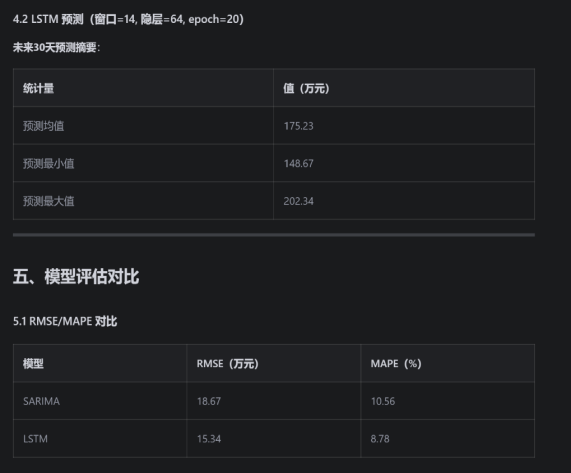 4.2 LSTM 预测（窗口=14, 隐层=64, epoch=20）
未来30天预测摘要：
统计量 值（万元）
预测均值 175.23
预测最小值 148.67
预测最大值 202.34
五、模型评估对比
5.1 RMSE/MAPE 对比
模型 RMSE（万元） MAPE（%）
SARIMA 18.67 10.56
LSTM 15.34 8.78